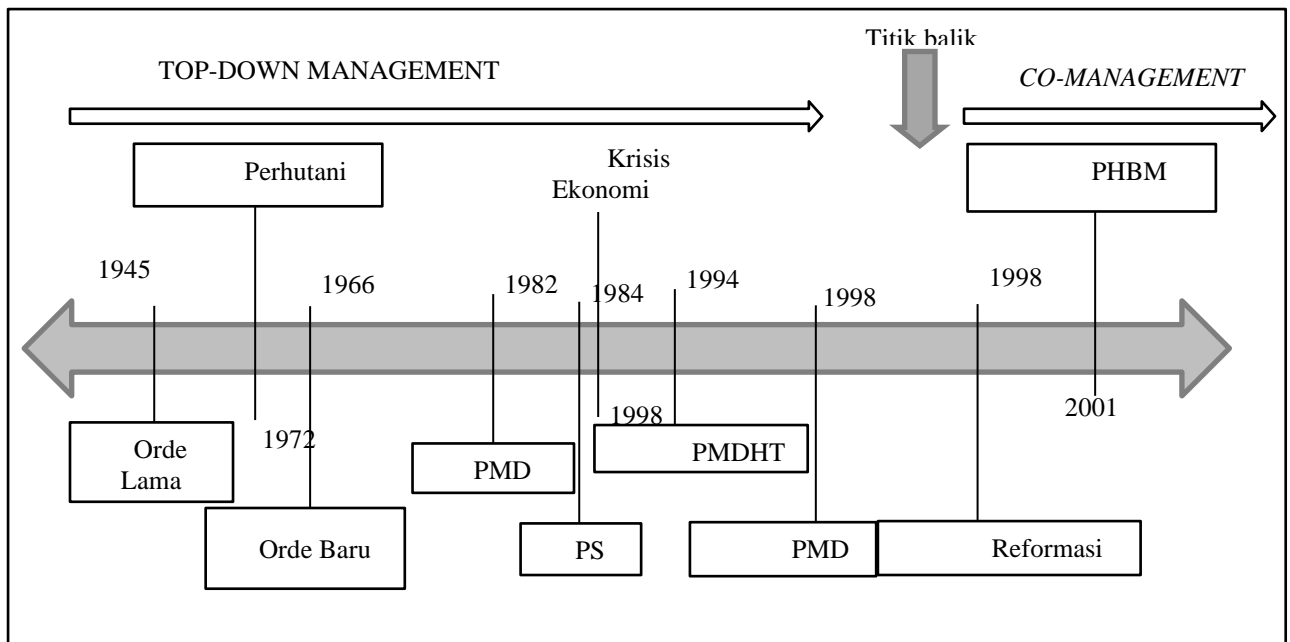 Titik balik
TOP-DOWN MANAGEMENT
CO-MANAGEMENT
Perhutani
Krisis
Ekonomi
PHBM
1945
1966
1982
1984
1994
1998
1998
1972
1998
2001
Orde
Lama
PMD
PMDHT
Orde Baru
PS
PMD
Reformasi